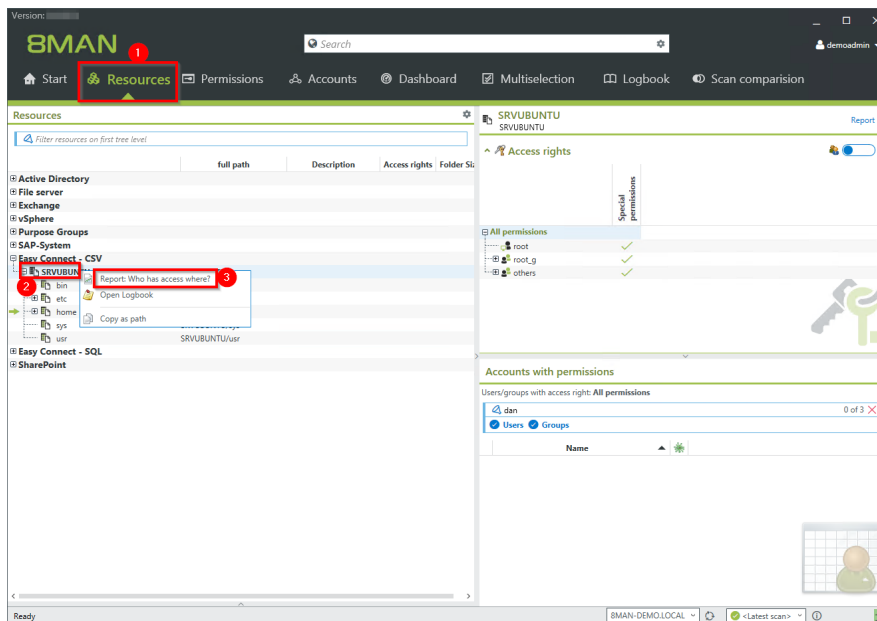 Version:
8MAN
Search
demoadmin
1
Start Resources Permissions Accounts Dashboard Multiselection Logbook Scan comparision
Resources
Filter resources on first tree level
full path Description Access rights Folder Siz
Active Directory
File server
Exchange
vSphere
Purpose Groups
SAP-System
Easy Connect - CSV
SRVUBUN
2
bin
etc
home
sys
usr SRVUBUNTU/usr
Report: Who has access where?
3
Open Logbook
Copy as path
Easy Connect - SQL
SharePoint
SRVUBUNTU
SRVUBUNTU
Report
Access rights
Special
permissions
All permissions
root
root_g
others
Accounts with permissions
Users/groups with access right: All permissions
dan 0 of 3
Users Groups
Name
Ready
8MAN-DEMO.LOCAL
<Latest scan>